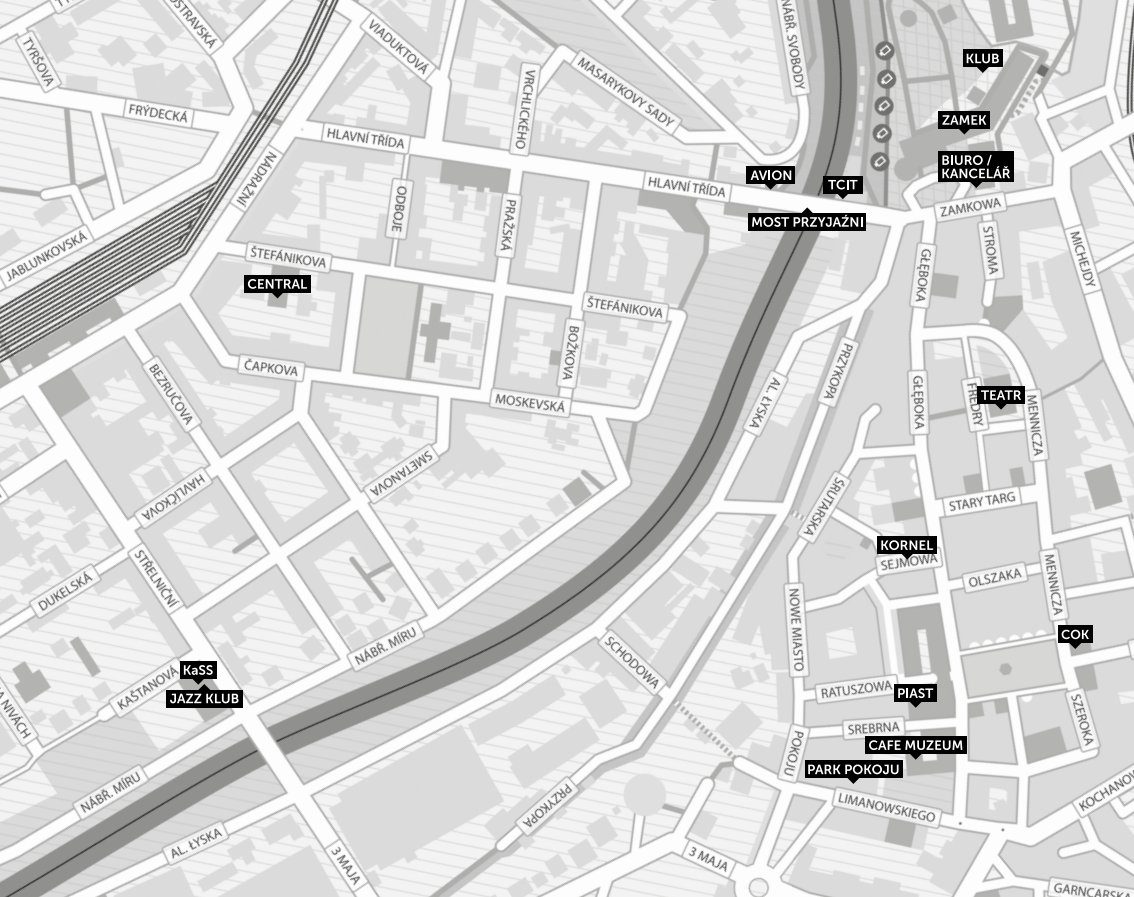 OSTRAVSKÁ
TYRŠOVA
VIADUKTOVÁ
NÁBŘ. SVOBODY
VRCHLICKÉHO
MASARYKOVY SADY
KLUB
FRÝDECKÁ
HLAVNÍ TŘÍDA
ZAMEK
NÁDRAŽNÍ
BIURO /
KANCELÁŘ
AVION
TCIT
HLAVNÍ TŘÍDA
ODBOJE
PRAŽSKÁ
MOST PRZYJAŹNI
ZAMKOWA
STROMA
MICHEJDY
JABLUNKOVSKÁ
ŠTEFÁNIKOVA
CENTRAL
ŠTEFÁNIKOVA
GŁĘBOKA
BOŽKOVA
ČAPKOVA
BEZRUČOVA
MOSKEVSKÁ
AL. ŁYSKA
PRZYKOPA
GŁĘBOKA
FREDRY
TEATR
MENNICZA
SMETANOVA
HAVLÍČKOVA
ŚRUTARSKA
STARY TARG
KORNEL
SEJMOWA
OLSZAKA
MENNICZA
DUKELSKÁ
STŘELNIČNÍ
NOWE MIASTO
NÁBŘ. MÍRU
SCHODOWA
COK
KaSS
KAŠTANOVÁ
JAZZ KLUB
A NIVÁCH
RATUSZOWA
PIAST
SREBRNA
SZEROKA
CAFE MUZEUM
POKOJU
PARK POKOJU
NÁBŘ. MÍRU
PRZYKOPA
LIMANOWSKIEGO
KOCHANOW
AL. ŁYSKA
3 MAJA
3 MAJA
GARNCARSKA